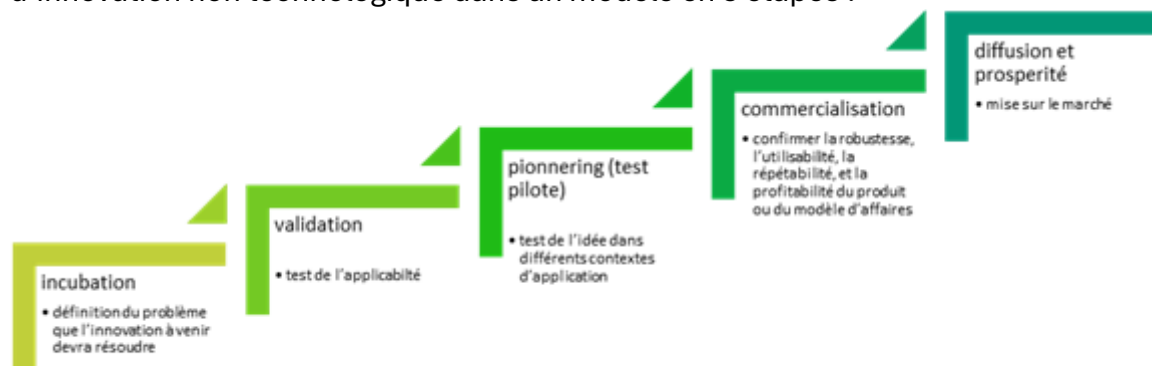 d'innovation non technologique dans un modèle en 5 étapes :
incubation
• définition du problème
que l'innovation à venir
devra résoudre
validation
• test de l'applicabilté
pionnering (test
pilote)
• test de l'idée dans
différents contextes
d'application
commercialisation
• confirmer la robustesse,
l'utilisabilité, la
répétabilité, et la
profitabilité du produit
ou du modèle d'affaires
diffusion et
prosperité
• mise sur le marché